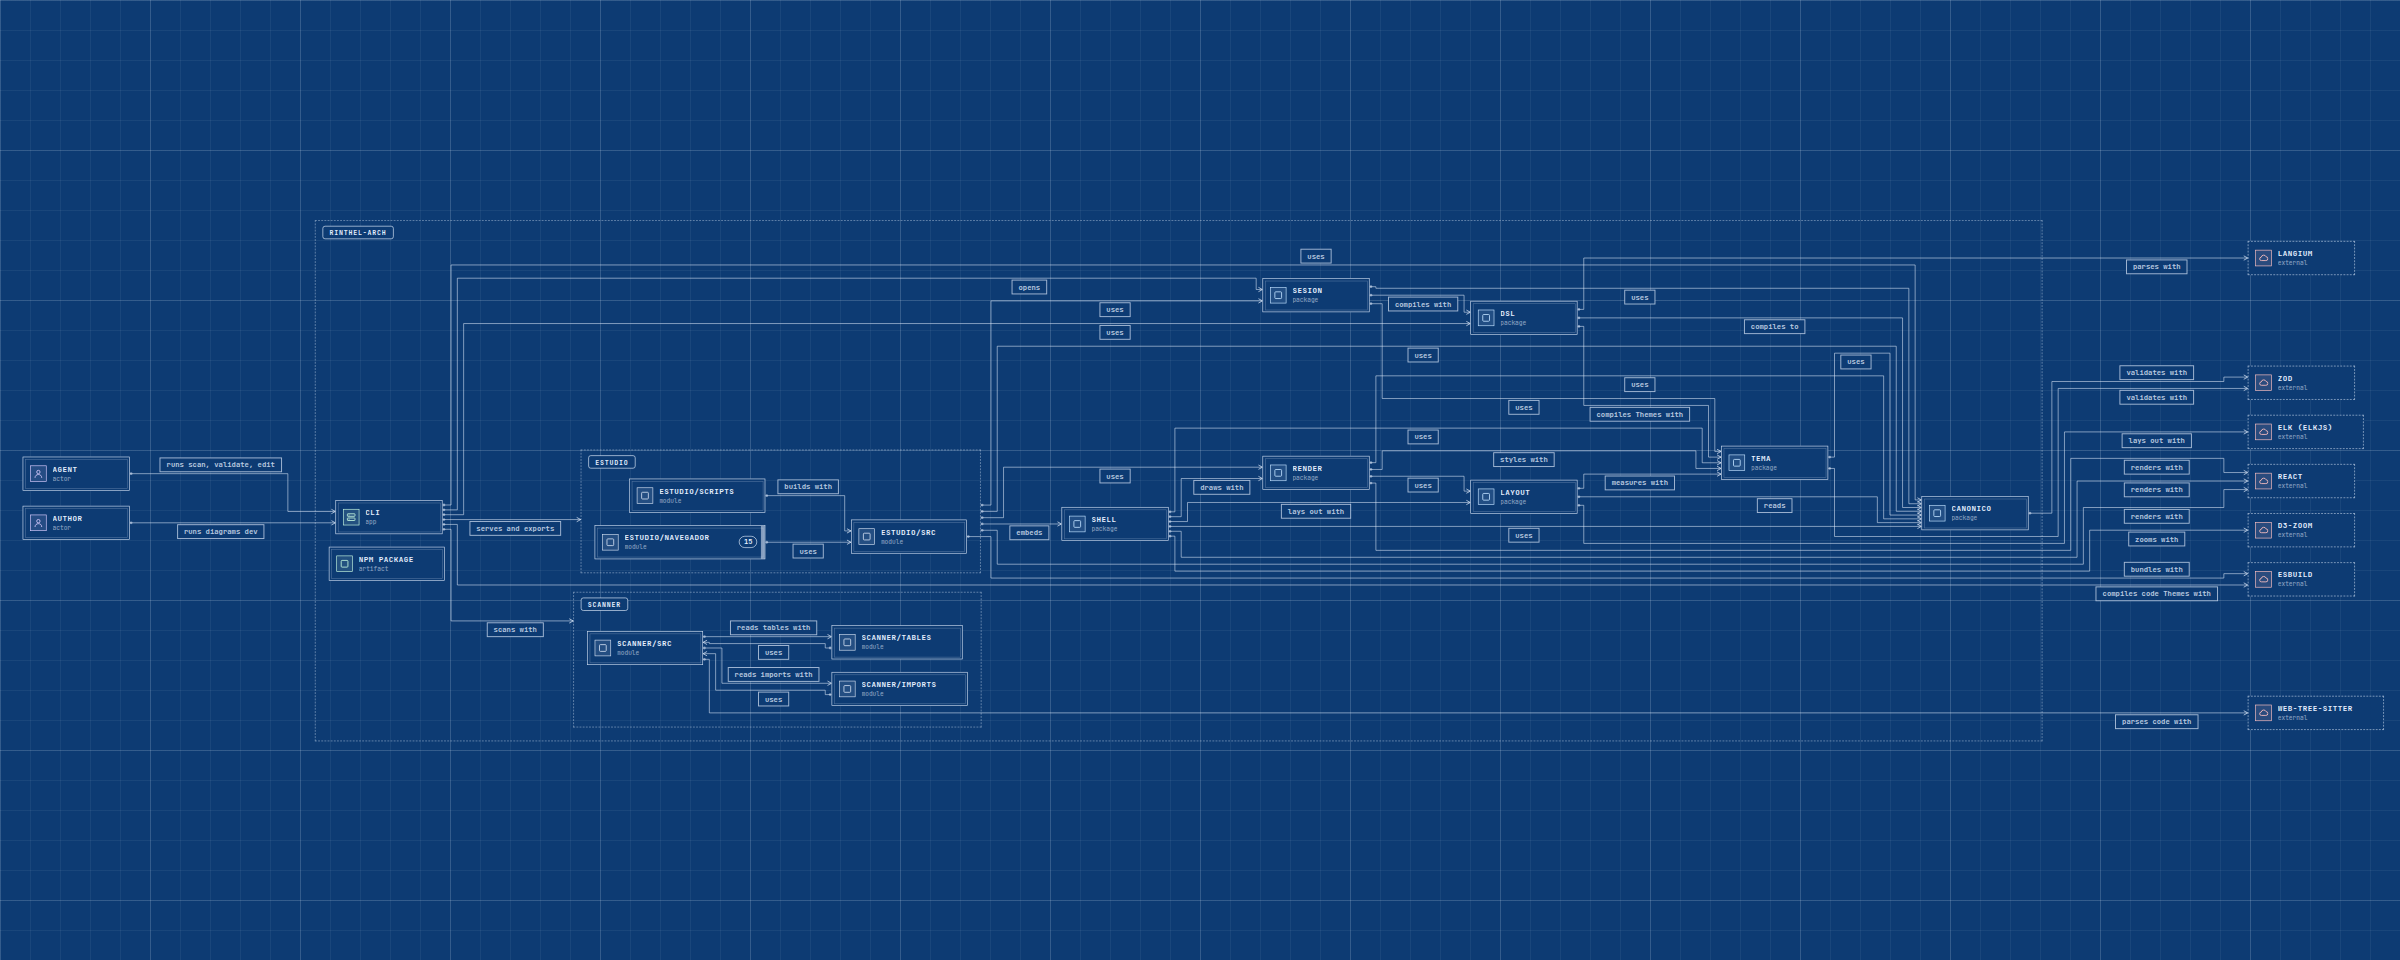 RINTHEL-ARCH
uses
LANGIUM
external
parses with
opens
SESION
package
compiles with
uses
uses
DSL
package
compiles to
uses
uses
uses
validates with
ZOD
external
validates with
uses
uses
compiles Themes with
ELK (ELKJS)
external
lays out with
uses
styles with
TEMA
package
AGENT
actor
runs scan, validate, edit
ESTUDIO
RENDER
package
uses
draws with
uses
measures with
renders with
REACT
external
renders with
ESTUDIO/SCRIPTS
module
builds with
LAYOUT
package
lays out with
reads
CANONICO
package
renders with
CLI
app
AUTHOR
actor
runs diagrams dev
serves and exports
SHELL
package
embeds
uses
D3-ZOOM
external
zooms with
ESTUDIO/NAVEGADOR
module
15
uses
ESTUDIO/SRC
module
NPM PACKAGE
artifact
bundles with
ESBUILD
external
compiles code Themes with
SCANNER
scans with
reads tables with
SCANNER/SRC
module
SCANNER/TABLES
module
uses
reads imports with
SCANNER/IMPORTS
module
uses
WEB-TREE-SITTER
external
parses code with